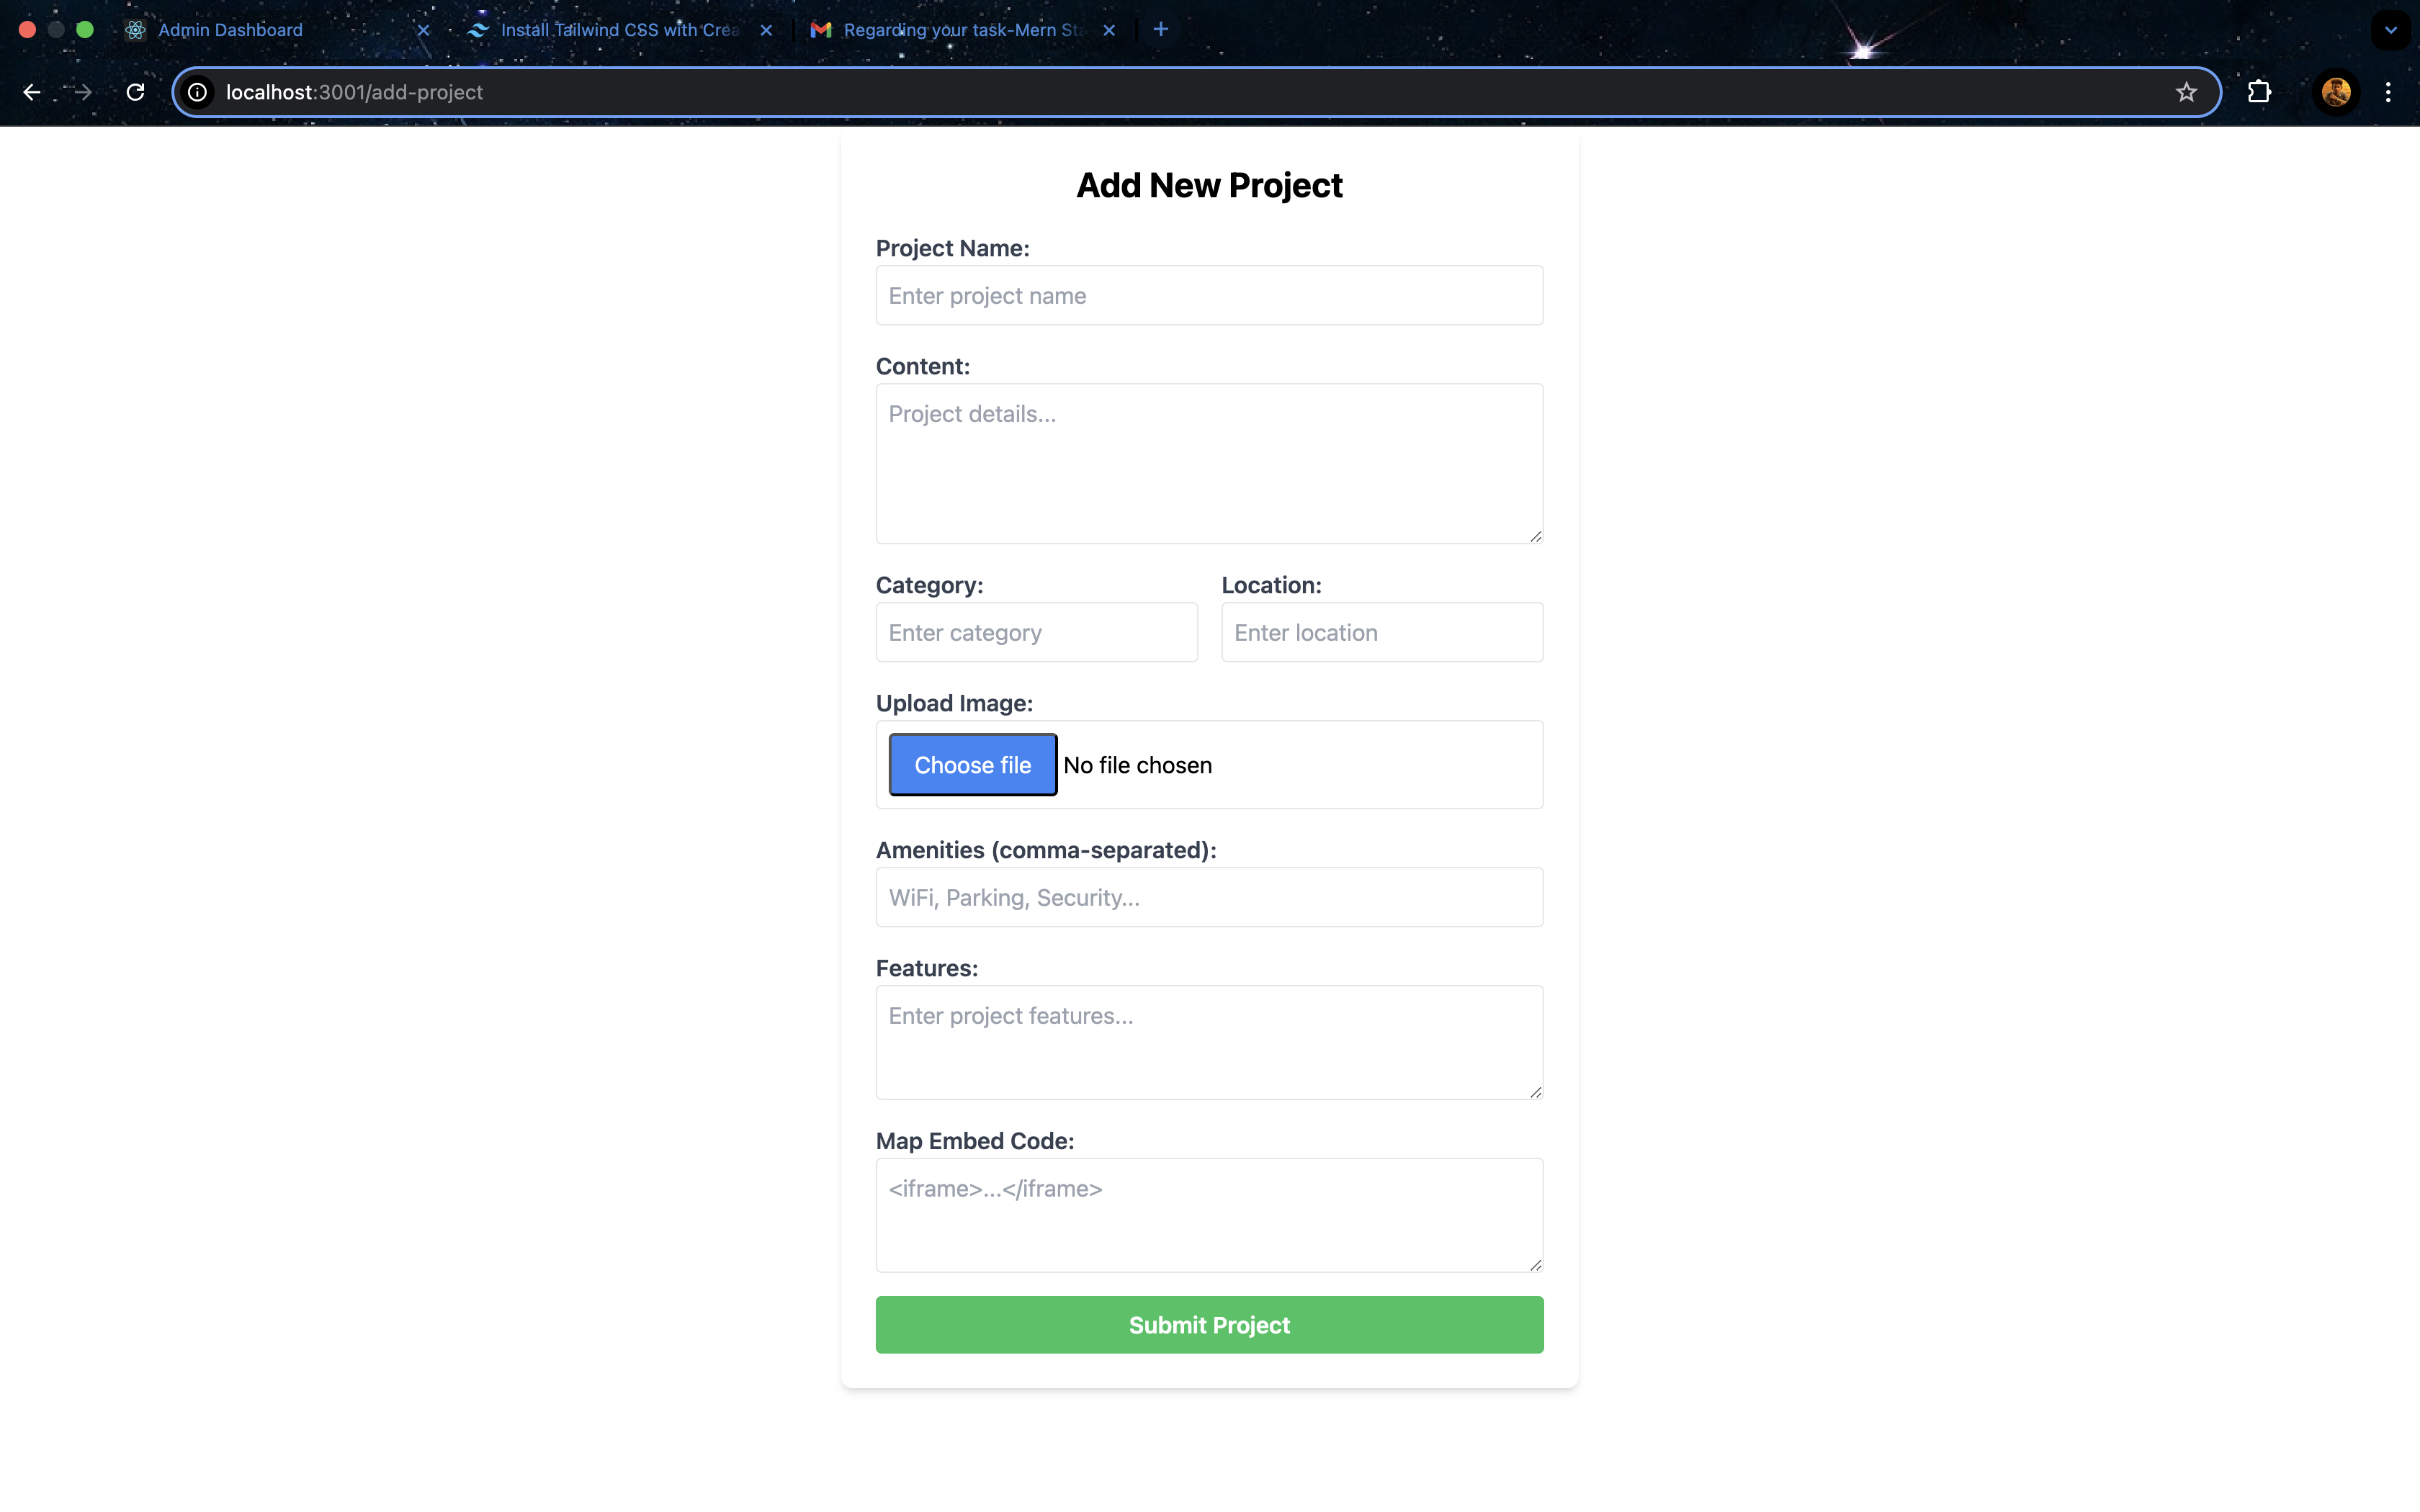 Admin Dashboard
Install Tailwind CSS with Crea
Regarding your task-Mern Sta
localhost:3001/add-project
Add New Project
Project Name:
Enter project name
Content:
Project details...
Category: Location:
Enter category Enter location
Upload Image:
Choose file No file chosen
Amenities (comma-separated):
WiFi, Parking, Security...
Features:
Enter project features...
Map Embed Code:
<iframe>...</iframe>
Submit Project